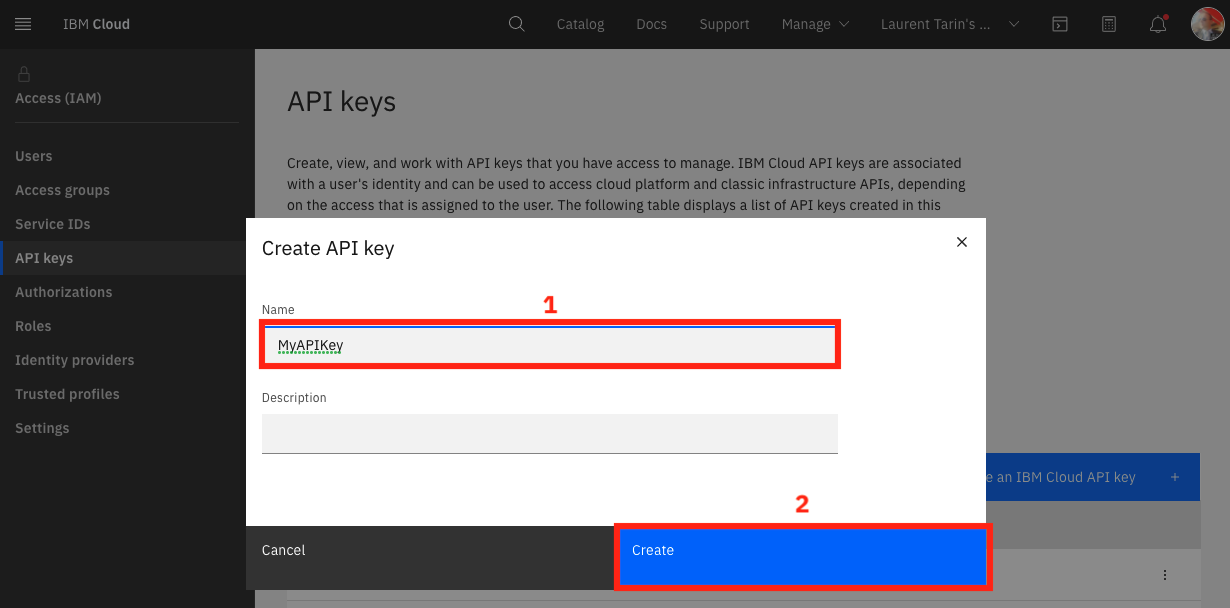 IBM Cloud
Catalog
Docs
Support
Manage
Laurent Tarin's ...
Access (IAM)
Users
Access groups
Service IDs
API keys
Authorizations
Roles
Identity providers
Trusted profiles
Settings
API keys
Create, view, and work with API keys that you have access to manage. IBM Cloud API keys are associated
with a user's identity and can be used to access cloud platform and classic infrastructure APIs, depending
on the access that is assigned to the user. The following table displays a list of API keys created in this
Create API key
1
Name
MyAPIKey
Description
e an IBM Cloud API key +
2
Cancel
Create